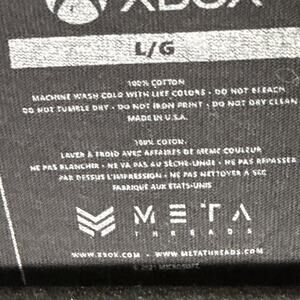 XBOX
L/G
100% COTTON
MACHINE WASH COLD WITH LIKE COLORS • DO NOT BLEACH
DO NOT TUMBLE DRY • DO NOT IRON PRINT • DO NOT DRY CLEAN
MADE IN U.S.A.
100% COTON
LAVER À FROID AVEC AFFAIRES DE MÊME COULEUR
NE PAS BLANCHIR • NE VA PAS AU SÈCHE-LINGE • NE PAS REPASSER
PAR DESSUS L'IMPRESSION • NE PAS NETTOYER À SEC
FABRIQUÉ AUX ÉTATS-UNIS
META
THREADS
WWW.XBOX.COM • WWW.METATHREADS.COM
© 2021 MICROSOFT